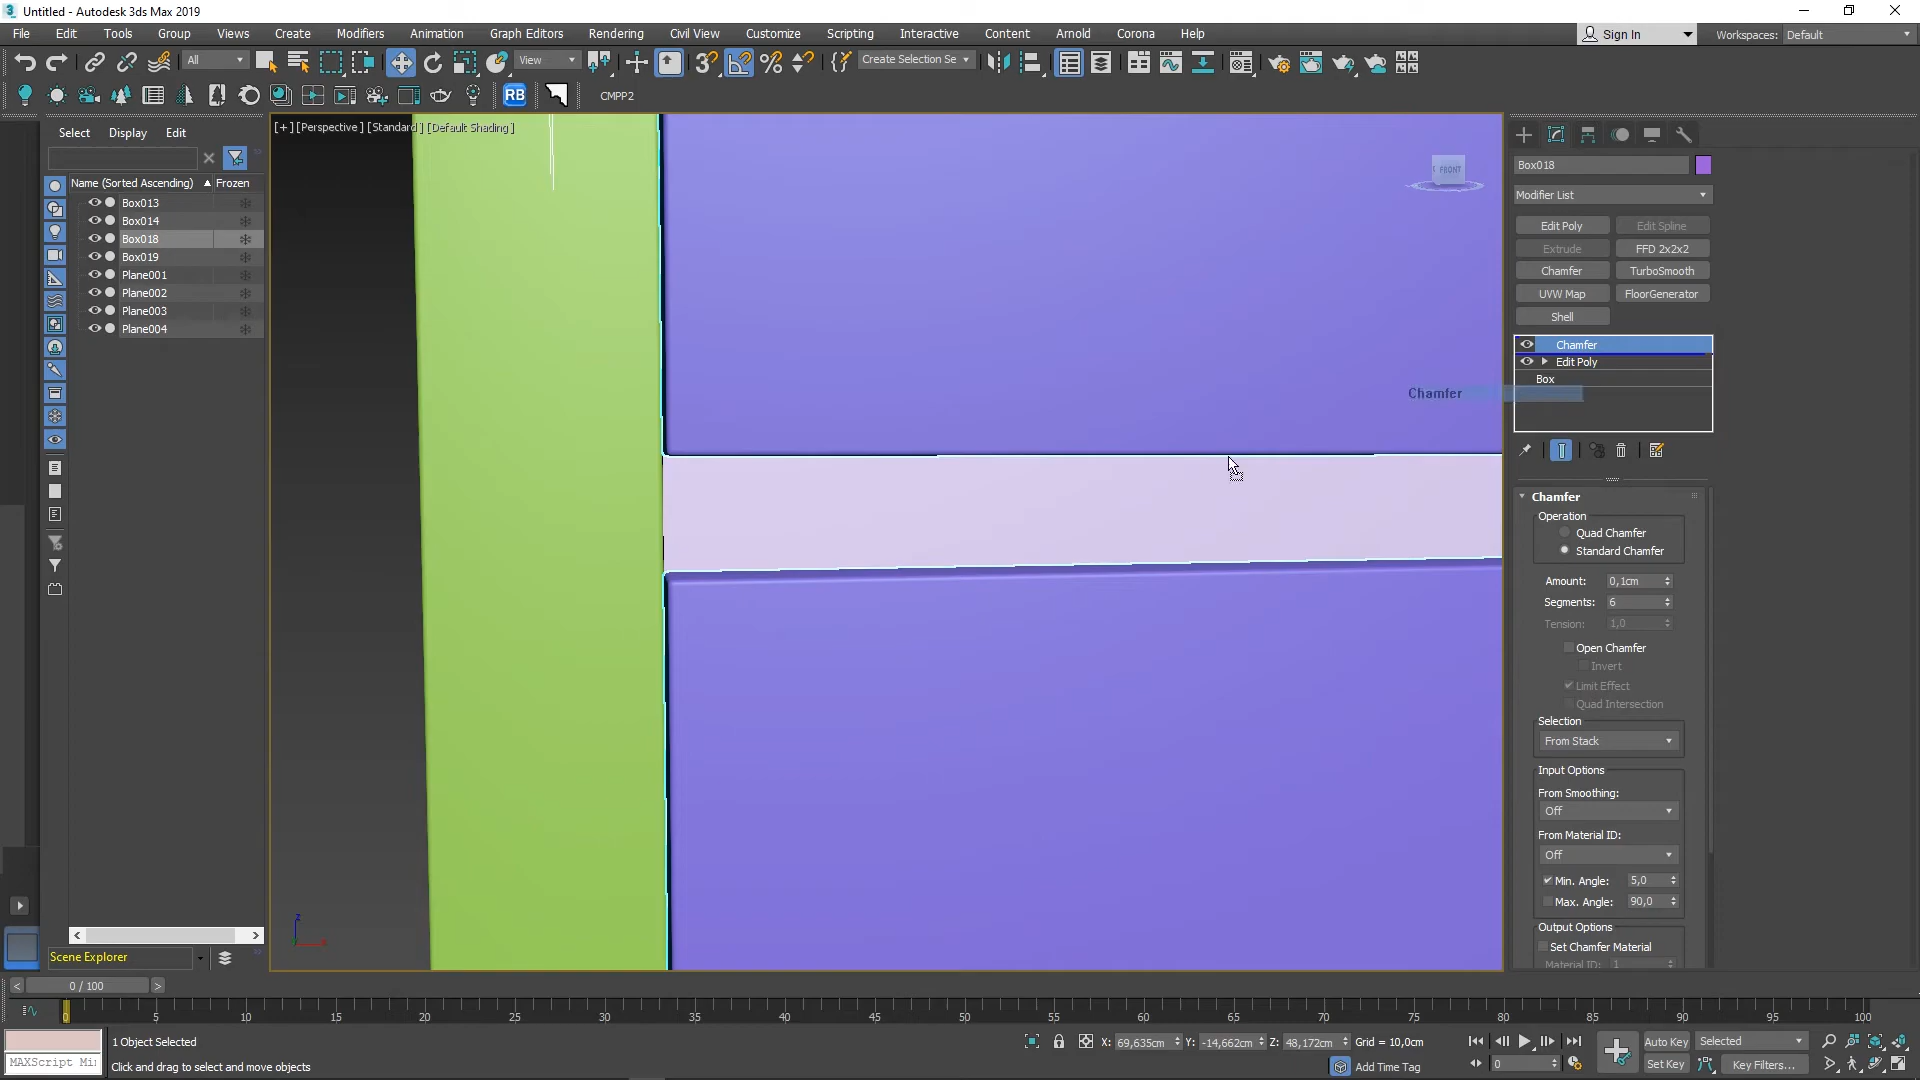 3 Untitled - Autodesk 3ds Max 2019
File Edit Tools Group Views Create Modifiers Animation Graph Editors Rendering Civil View Customize Scripting Interactive Content Arnold Corona Help Sign In Workspaces: Default
All View Create Selection Se
RB CMPP2
Select Display Edit
[+] [Perspective ] [Standard ] [Default Shading ]
Name (Sorted Ascending) Frozen
Box013
Box014
Box018
Box019
Plane001
Plane002
Plane003
Plane004
FRONT
Box018
Modifier List
Edit Poly Edit Spline
Extrude FFD 2x2x2
Chamfer TurboSmooth
UVW Map FloorGenerator
Shell
Chamfer
Edit Poly
Box
Chamfer
Chamfer
Operation
Quad Chamfer
Standard Chamfer
Amount: 0,1cm
Segments: 6
Tension: 1,0
Open Chamfer
Invert
Limit Effect
Quad Intersection
Selection
From Stack
Input Options
From Smoothing:
Off
From Material ID:
Off
Min. Angle: 5,0
Max. Angle: 90,0
Output Options
Set Chamfer Material
Material ID: 1
z
x
Scene Explorer
0 / 100
0 5 10 15 20 25 30 35 40 45 50 55 60 65 70 75 80 85 90 95 100
1 Object Selected X: 69,635cm Y: -14,662cm Z: 48,172cm Grid = 10,0cm Auto Key Selected
MAXScript Mi Click and drag to select and move objects Add Time Tag 0 Set Key Key Filters...